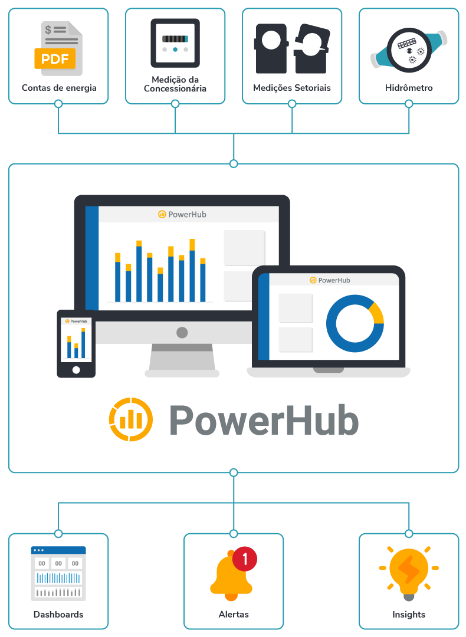 $
PDF
Contas de energia
Medição da
Concessionária
Medições Setoriais
Hidrômetro
PowerHub
PowerHub
PowerHub
PowerHub
00 00 00
Dashboards
1
Alertas
Insights